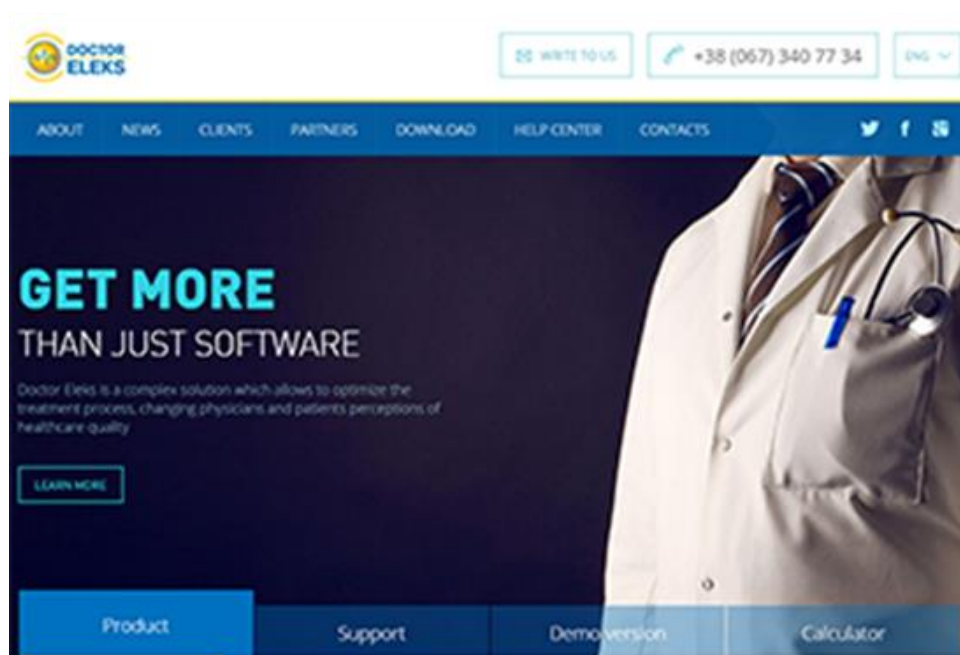 DOCTOR
ELEKS
WRITE TO US
+38 (067) 340 77 34
ENG
ABOUT NEWS CLIENTS PARTNERS DOWNLOAD HELP CENTER CONTACTS
GET MORE
THAN JUST SOFTWARE
Doctor Eleks is a complex solution which allows to optimize the
treatment process, changing physicians and patients perceptions of
healthcare quality
LEARN MORE
Product Support Demo version Calculator